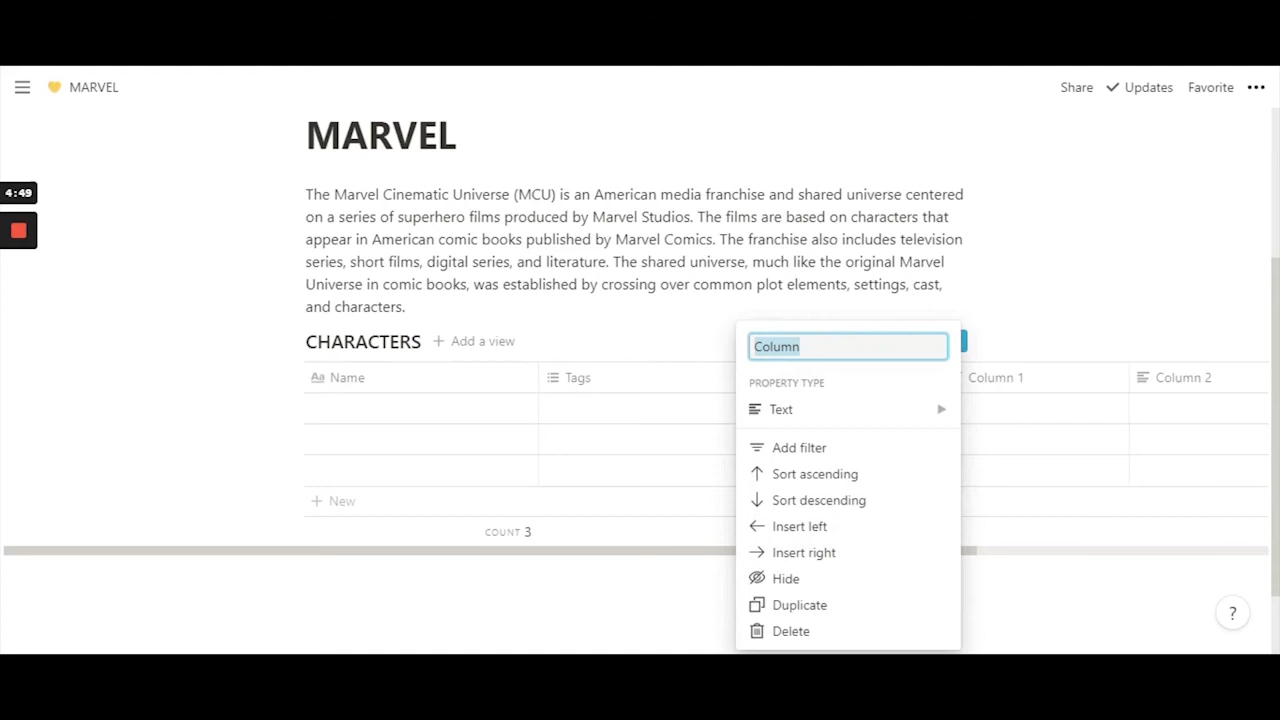 MARVEL
Share
Updates
Favorite
MARVEL
4:49
The Marvel Cinematic Universe (MCU) is an American media franchise and shared universe centered
on a series of superhero films produced by Marvel Studios. The films are based on characters that
appear in American comic books published by Marvel Comics. The franchise also includes television
series, short films, digital series, and literature. The shared universe, much like the original Marvel
Universe in comic books, was established by crossing over common plot elements, settings, cast,
and characters.
CHARACTERS
+ Add a view
Aa Name
Tags
Column 1
Column 2
+ New
COUNT 3
Column
PROPERTY TYPE
Text
Add filter
Sort ascending
Sort descending
Insert left
Insert right
Hide
Duplicate
Delete
?